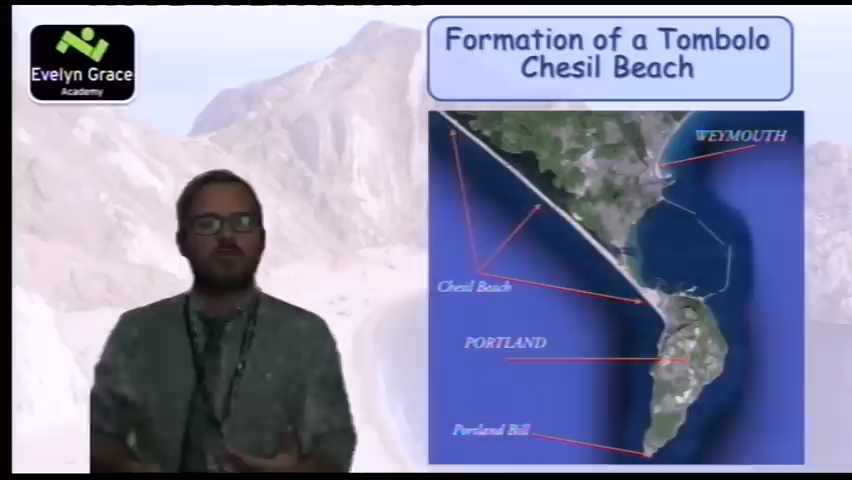 Evelyn Grace
Academy
Formation of a Tombolo
Chesil Beach
WEYMOUTH
Chesil Beach
PORTLAND
Portland Bill